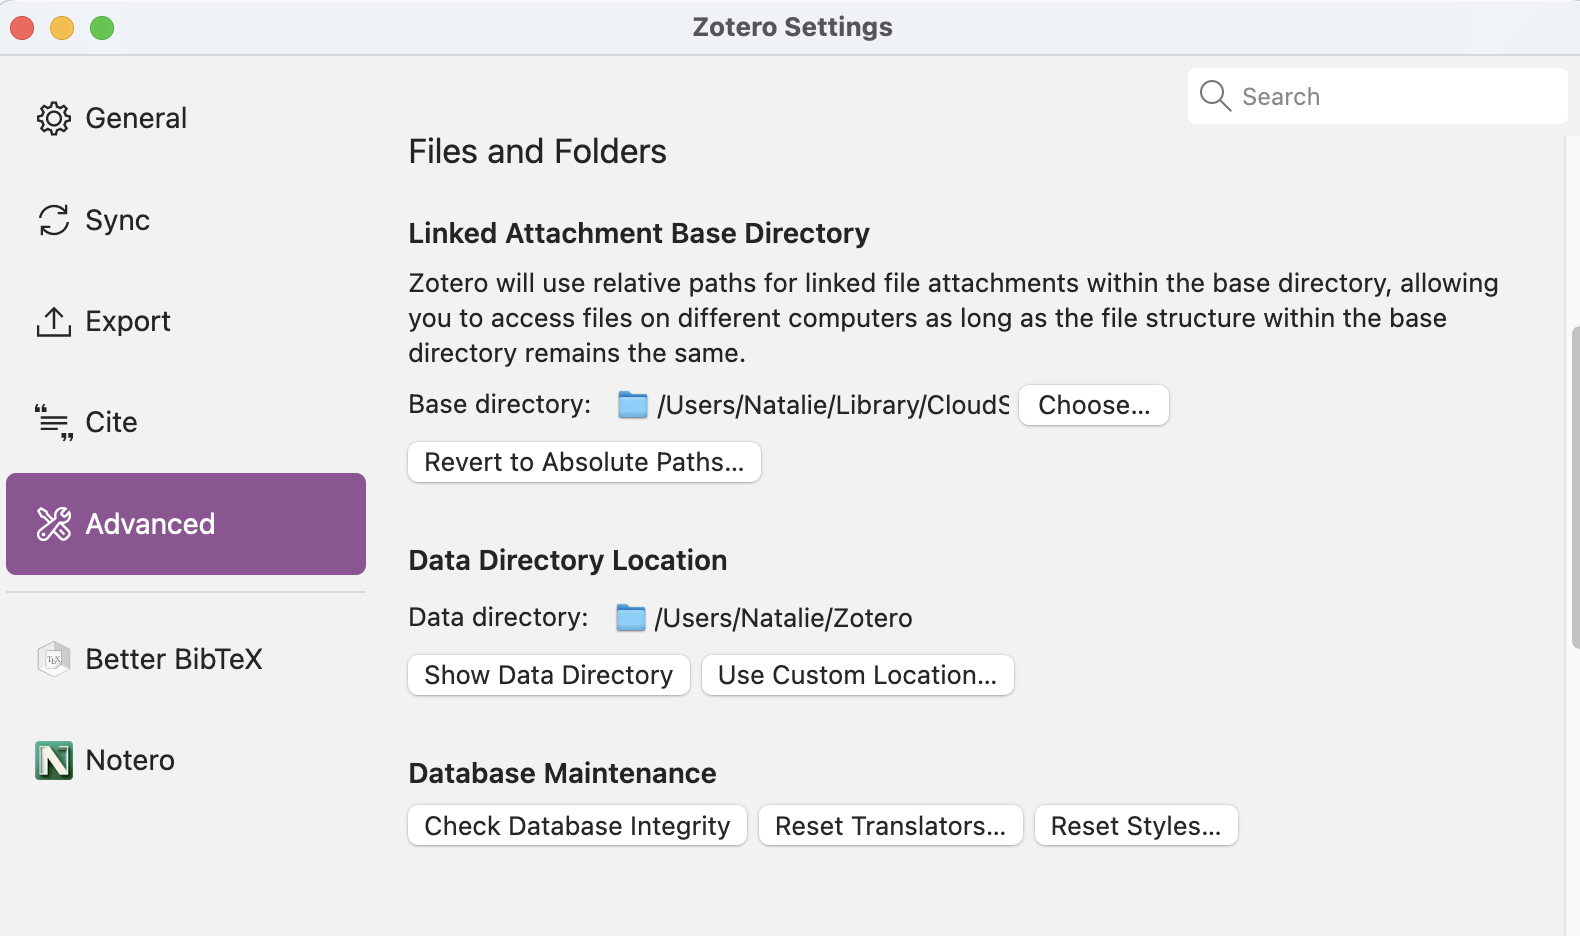 Zotero Settings
Search
General
Sync
Export
Cite
Advanced
Better BibTeX
Notero
Files and Folders
Linked Attachment Base Directory
Zotero will use relative paths for linked file attachments within the base directory, allowing
you to access files on different computers as long as the file structure within the base
directory remains the same.
Base directory: /Users/Natalie/Library/CloudS Choose...
Revert to Absolute Paths...
Data Directory Location
Data directory: /Users/Natalie/Zotero
Show Data Directory Use Custom Location...
Database Maintenance
Check Database Integrity Reset Translators... Reset Styles...